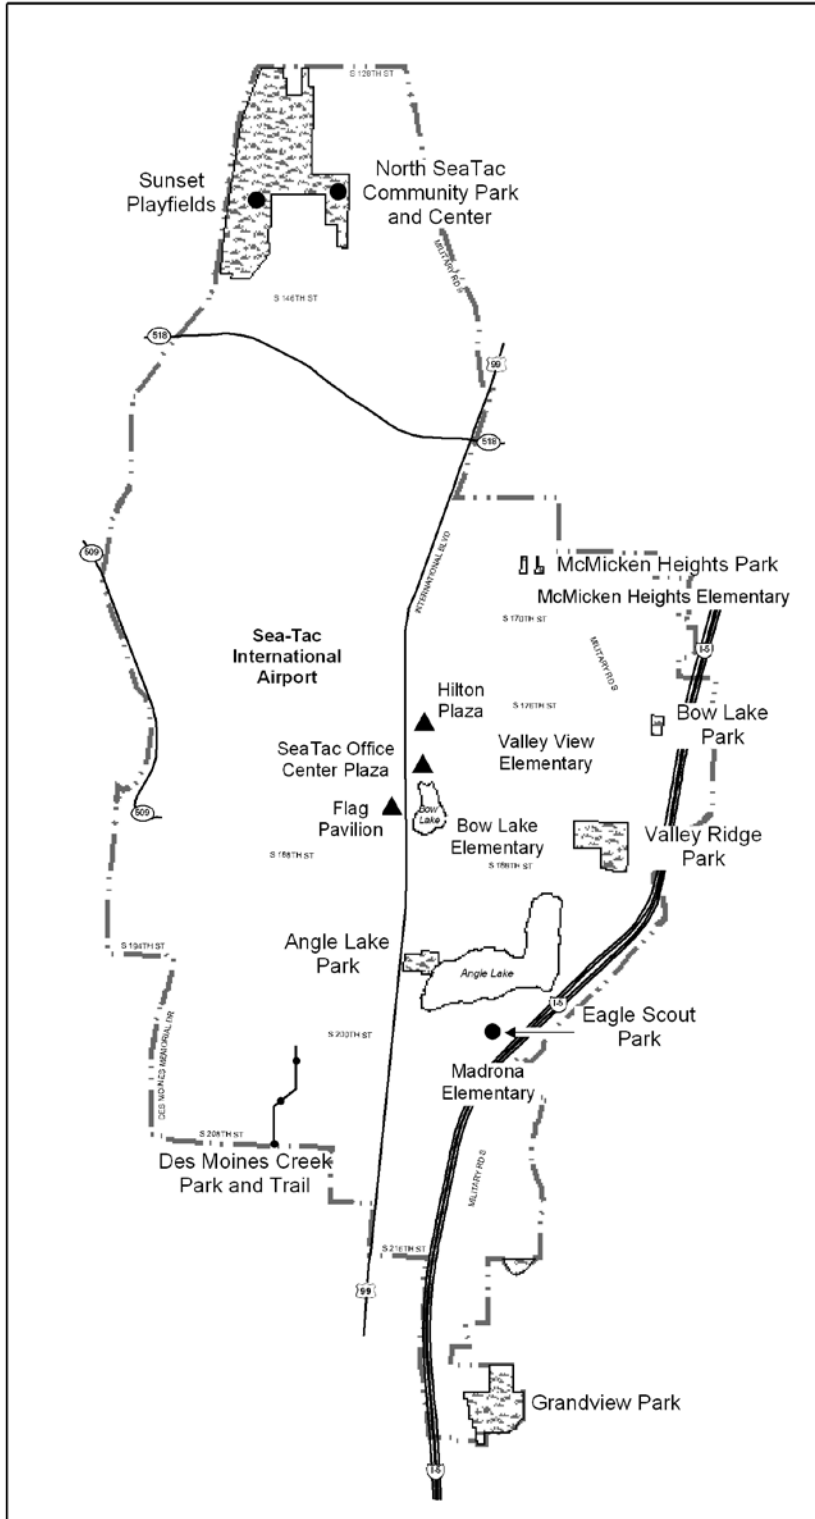 S 128TH ST
Sunset
Playfields
North SeaTac
Community Park
and Center
MILITARY RD S
S 146TH ST
518
99
518
INTERNATIONAL BLVD
509
McMicken Heights Park
McMicken Heights Elementary
S 170TH ST
MILITARY RD S
I-5
Sea-Tac
International
Airport
Hilton
Plaza
S 176TH ST
Bow Lake
Park
SeaTac Office
Center Plaza
Valley View
Elementary
Flag
Pavilion
Bow
Lake
509
Bow Lake
Elementary
Valley Ridge
Park
S 188TH ST
S 188TH ST
S 194TH ST
Angle Lake
Park
Angle Lake
I-5
Eagle Scout
Park
S 200TH ST
DES MOINES MEMORIAL DR
Madrona
Elementary
S 208TH ST
Des Moines Creek
Park and Trail
MILITARY RD S
S 216TH ST
99
Grandview Park
I-5